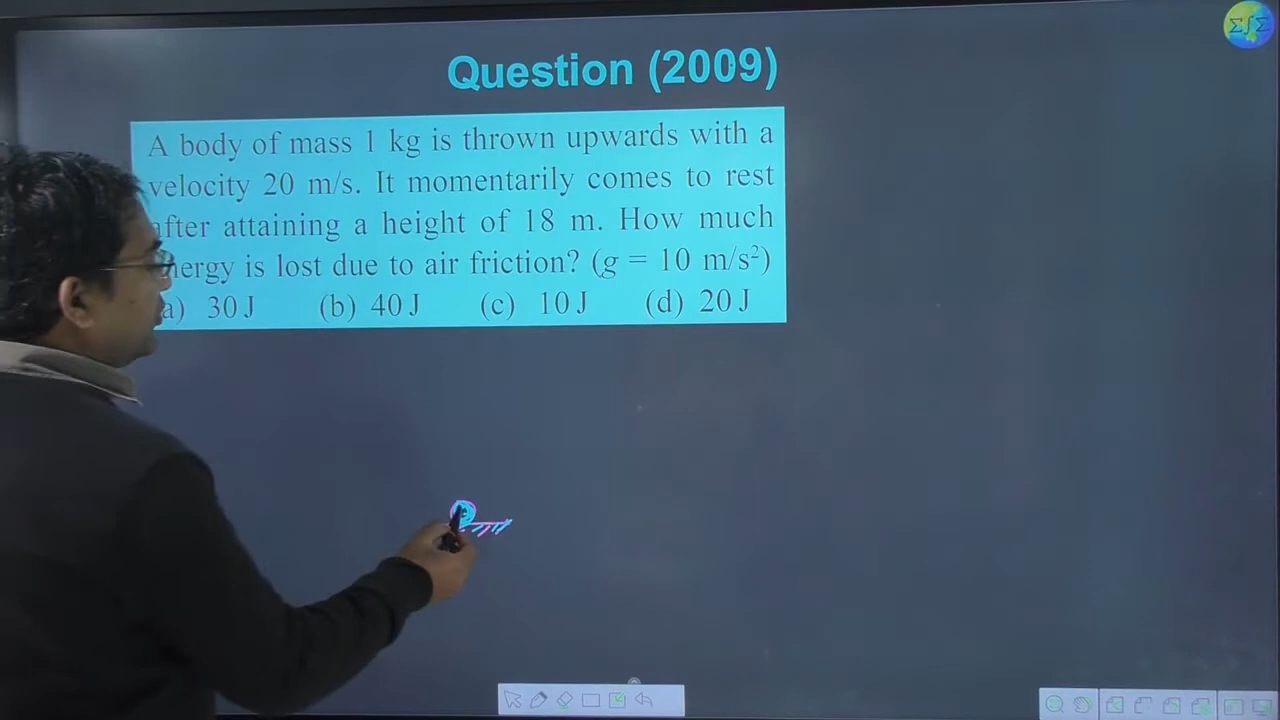 Question (2009)
A body of mass 1 kg is thrown upwards with a
velocity 20 m/s. It momentarily comes to rest
after attaining a height of 18 m. How much
energy is lost due to air friction? (g = 10 m/s²)
a) 30 J (b) 40 J (c) 10 J (d) 20 J
Σ∫Σ